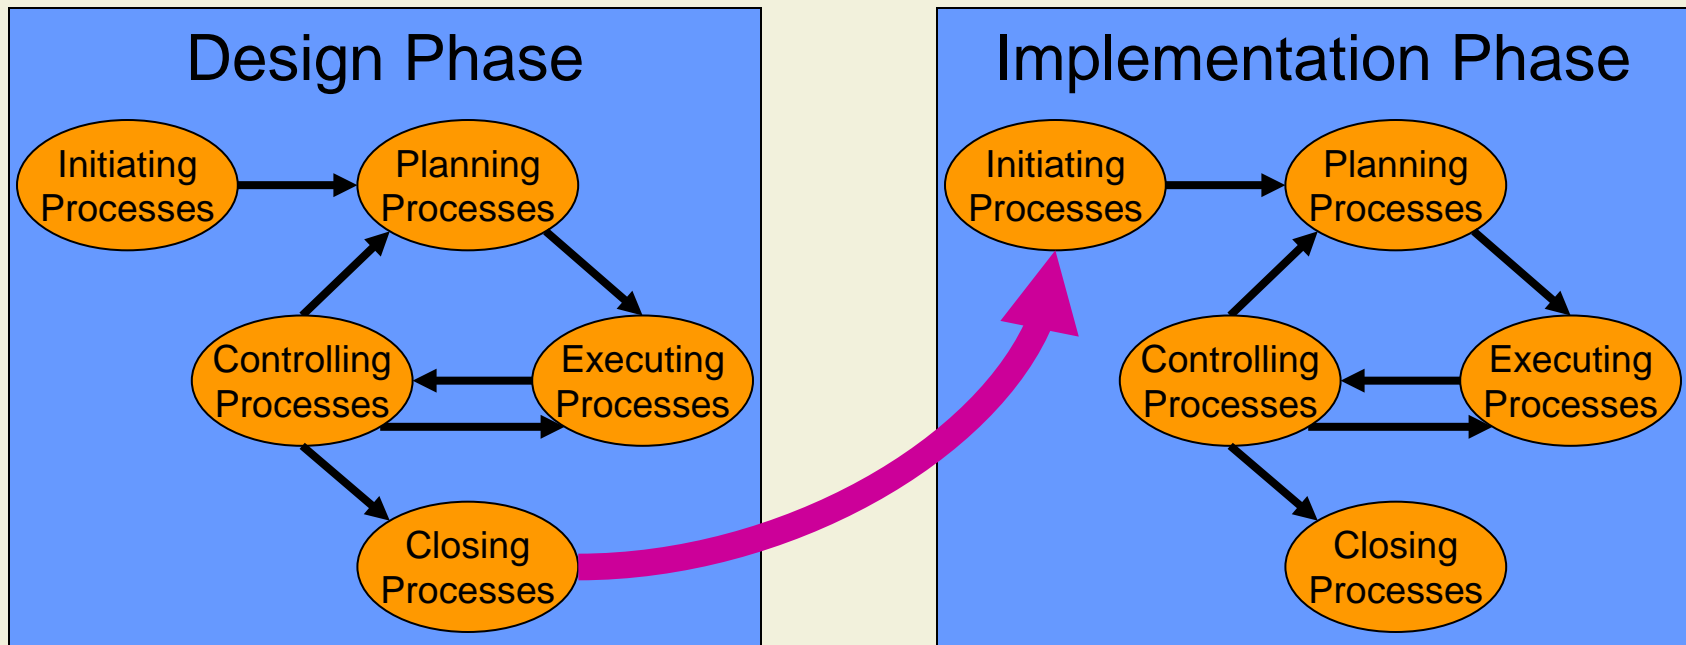 Design Phase
Initiating
Processes
Planning
Processes
Controlling
Processes
Executing
Processes
Closing
Processes
Implementation Phase
Initiating
Processes
Planning
Processes
Controlling
Processes
Executing
Processes
Closing
Processes